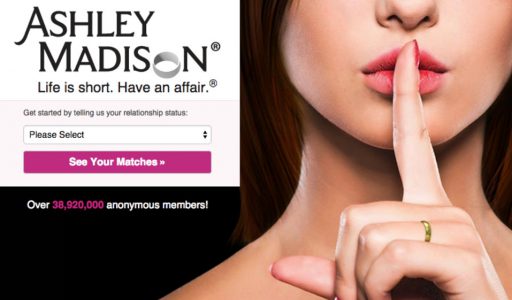 ASHLEY
MADISON®
Life is short. Have an affair.®
Get started by telling us your relationship status:
Please Select
See Your Matches »
Over 38,920,000 anonymous members!